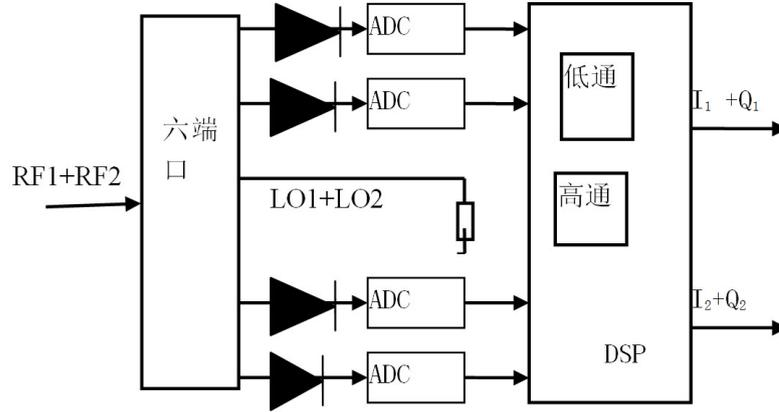 ADC
ADC
低通
I₁ +Q₁
六端
口
RF1+RF2
LO1+LO2
高通
ADC
I₂+Q₂
DSP
ADC